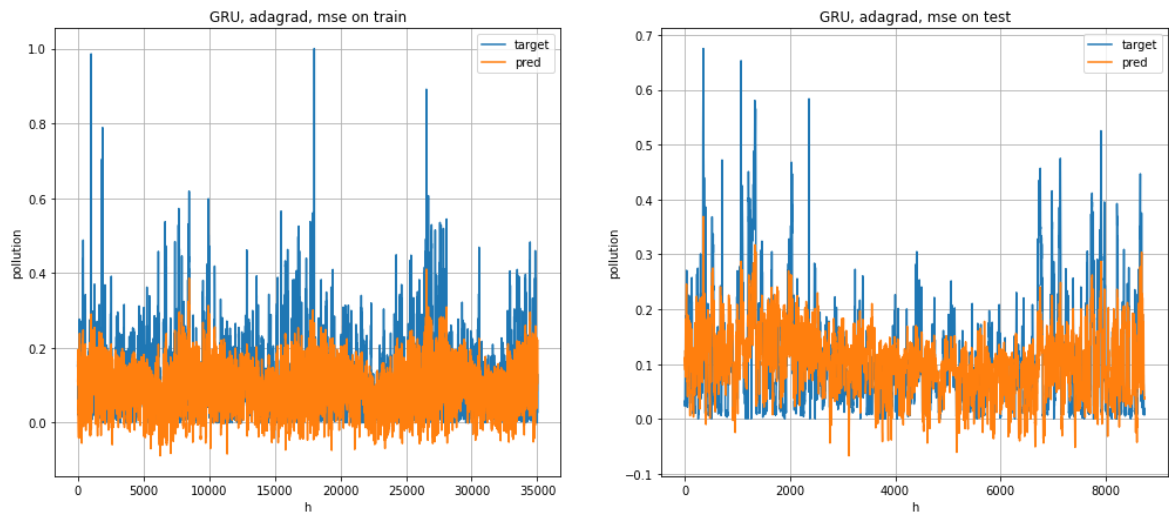 GRU, adagrad, mse on train
target
pred
pollution
1.0
0.8
0.6
0.4
0.2
0.0
0
5000
10000
15000
20000
25000
30000
35000
h
GRU, adagrad, mse on test
target
pred
pollution
0.7
0.6
0.5
0.4
0.3
0.2
0.1
0.0
−0.1
0
2000
4000
6000
8000
h